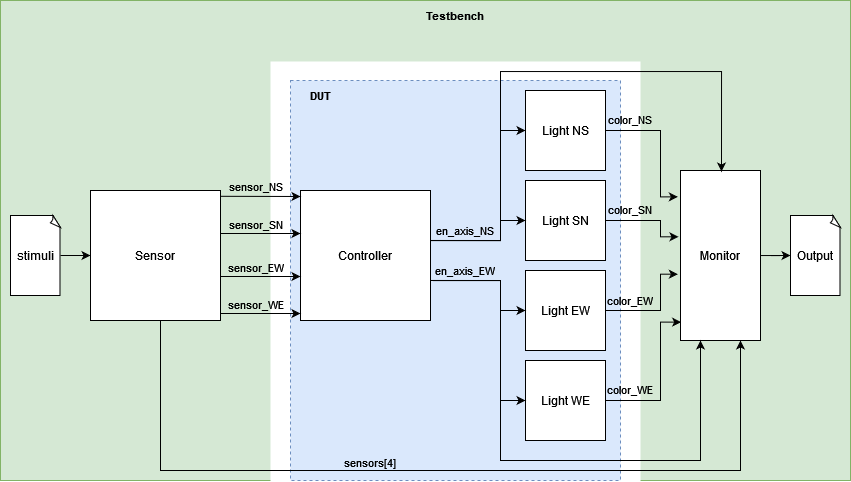 Testbench
DUT
Light NS
color_NS
sensor_NS
Light SN
color_SN
sensor_SN
en_axis_NS
stimuli
Sensor
Controller
Monitor
Output
sensor_EW
en_axis_EW
Light EW
color_EW
sensor_WE
Light WE
color_WE
sensors[4]